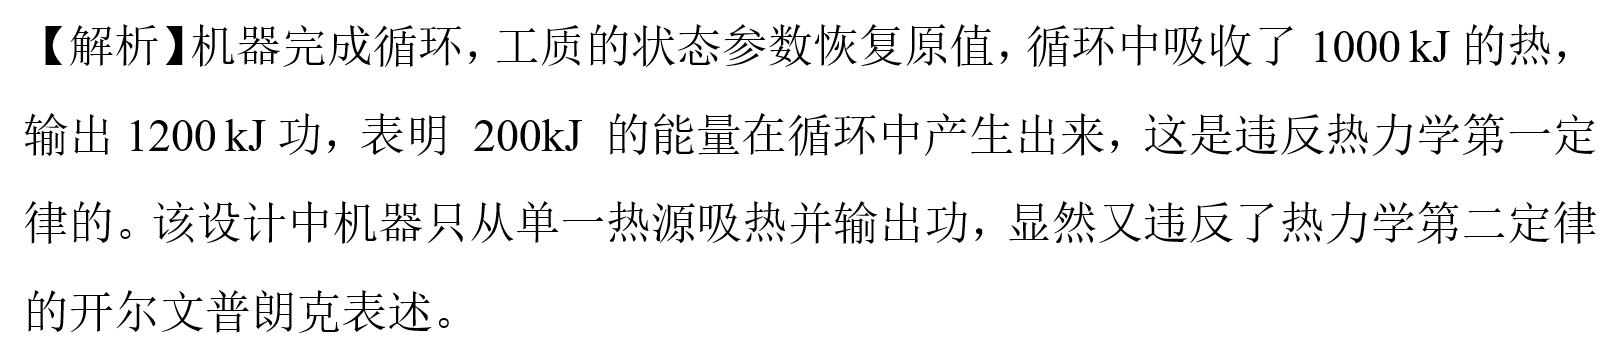 【解析】机器完成循环，工质的状态参数恢复原值，循环中吸收了 1000 kJ 的热，
输出 1200 kJ 功，表明 200kJ 的能量在循环中产生出来，这是违反热力学第一定
律的。该设计中机器只从单一热源吸热并输出功，显然又违反了热力学第二定律
的开尔文普朗克表述。